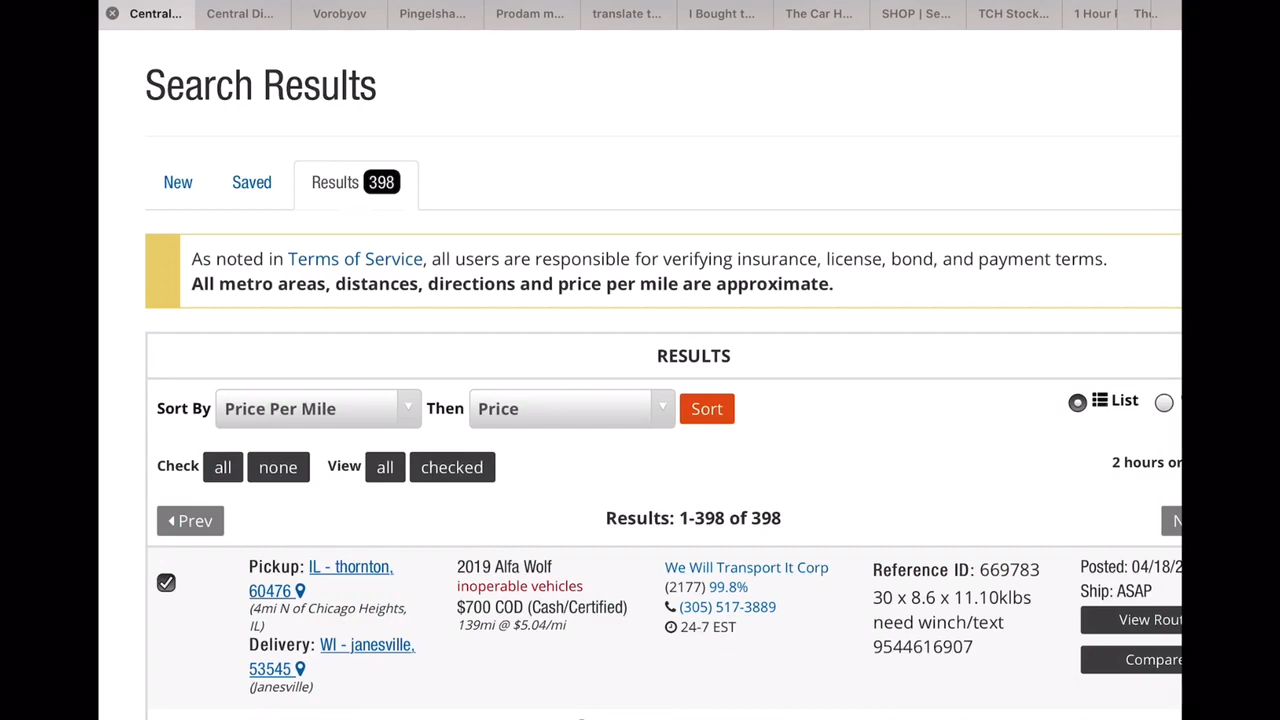 Central...
Central Di...
Vorobyov
Pingelsha...
Prodam m...
translate t...
I Bought t...
The Car H...
SHOP | Se...
TCH Stock...
1 Hour
Search Results
New
Saved
Results 398
As noted in Terms of Service, all users are responsible for verifying insurance, license, bond, and payment terms.
All metro areas, distances, directions and price per mile are approximate.
RESULTS
Sort By Price Per Mile Then Price Sort
List
Check all none View all checked
2 hours or
Prev
Results: 1-398 of 398
N
Pickup: IL - thornton,
60476
(4mi N of Chicago Heights,
IL)
Delivery: WI - janesville,
53545
(Janesville)
2019 Alfa Wolf
inoperable vehicles
$700 COD (Cash/Certified)
139mi @ $5.04/mi
We Will Transport It Corp
(2177) 99.8%
(305) 517-3889
24-7 EST
Reference ID: 669783
30 x 8.6 x 11.10klbs
need winch/text
9544616907
Posted: 04/18/2
Ship: ASAP
View Rou
Compare